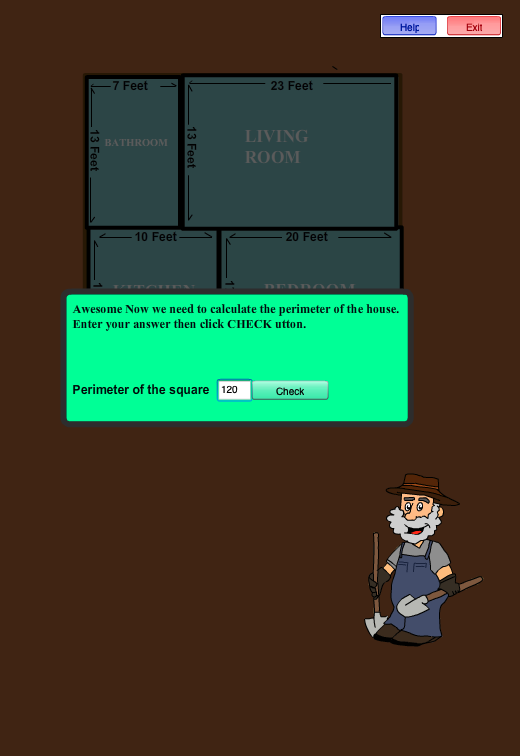 Help Exit
7 Feet 23 Feet
13 Feet BATHROOM 13 Feet LIVING
ROOM
10 Feet 20 Feet
KITCHEN BEDROOM
Awesome Now we need to calculate the perimeter of the house.
Enter your answer then click CHECK utton.
Perimeter of the square 120 Check